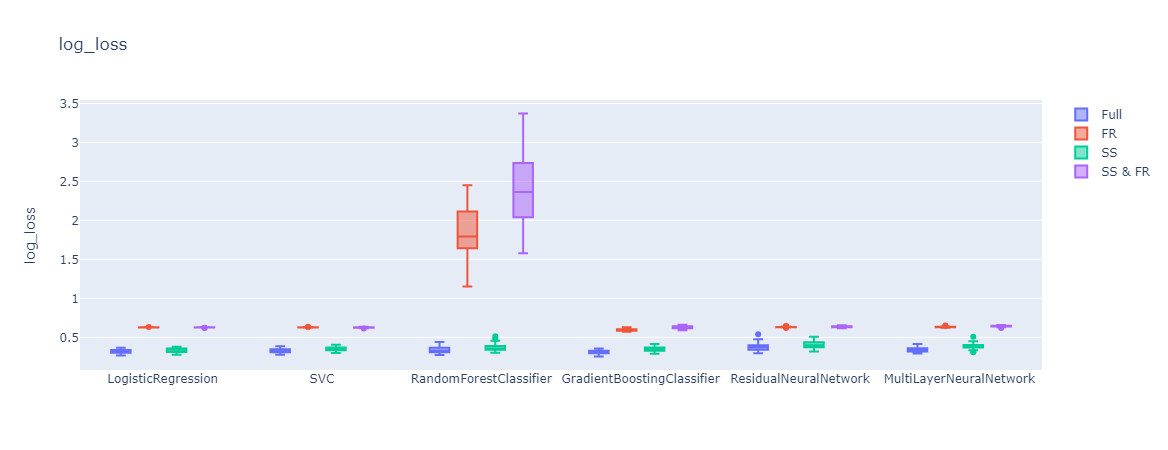 log_loss
log_loss
3.5
3
2.5
2
1.5
1
0.5
LogisticRegression
SVC
RandomForestClassifier
GradientBoostingClassifier
ResidualNeuralNetwork
MultiLayerNeuralNetwork
Full
FR
SS
SS & FR